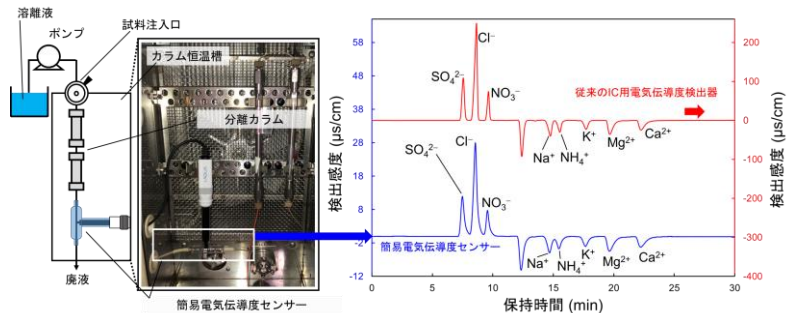 溶離液
ポンプ
試料注入口
カラム恒温槽
分離カラム
廃液
簡易電気伝導度センサー
検出感度 (μs/cm)
58
48
38
28
18
8
-2
-12
SO₄²⁻
Cl⁻
NO₃⁻
従来のIC用電気伝導度検出器
Na⁺
NH₄⁺
K⁺
Mg²⁺
Ca²⁺
SO₄²⁻
Cl⁻
NO₃⁻
簡易電気伝導度センサー
Na⁺
NH₄⁺
K⁺
Mg²⁺
Ca²⁺
200
100
0
-100
-200
-300
-400
検出感度 (μs/cm)
0
5
10
15
20
25
30
保持時間 (min)